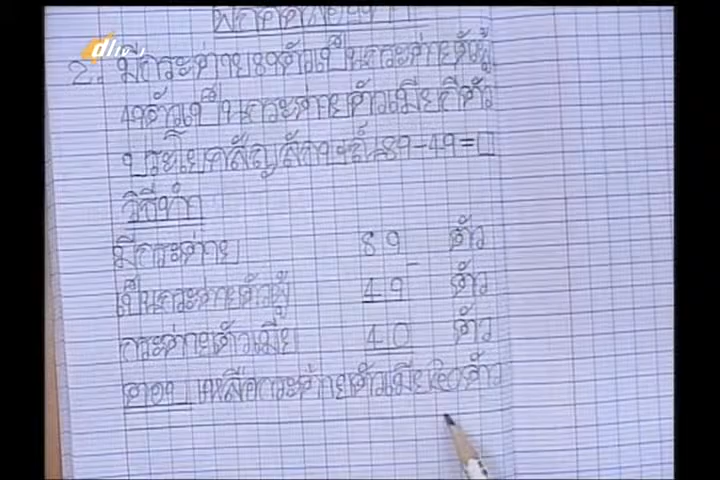 2. มีกระต่าย89ตัวเป็นกระต่ายตัวผู้
49ตัวเป็นกระต่ายตัวเมียกี่ตัว
ประโยคสัญลักษณ์89-49=□
วิธีทำ
มีกระต่าย 89 ตัว
เป็นกระต่ายตัวผู้ 49 - ตัว
กระต่ายตัวเมีย 40 ตัว
ตอบ เหลือกระต่ายตัวเมีย ตัว